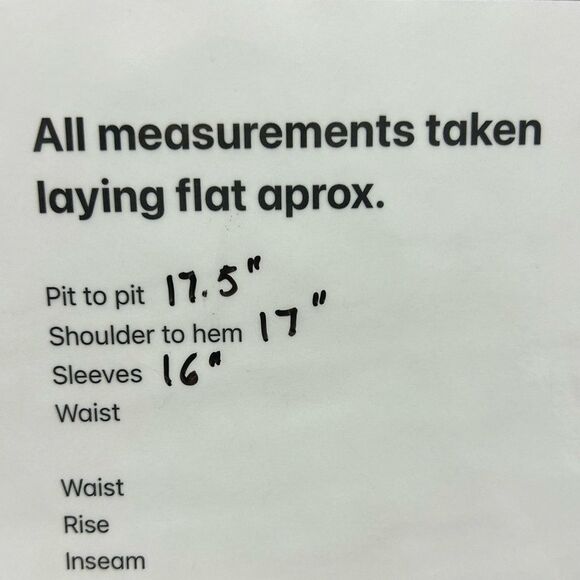 All measurements taken
laying flat aprox.
Pit to pit 17.5"
Shoulder to hem 17"
Sleeves 16"
Waist
Waist
Rise
Inseam